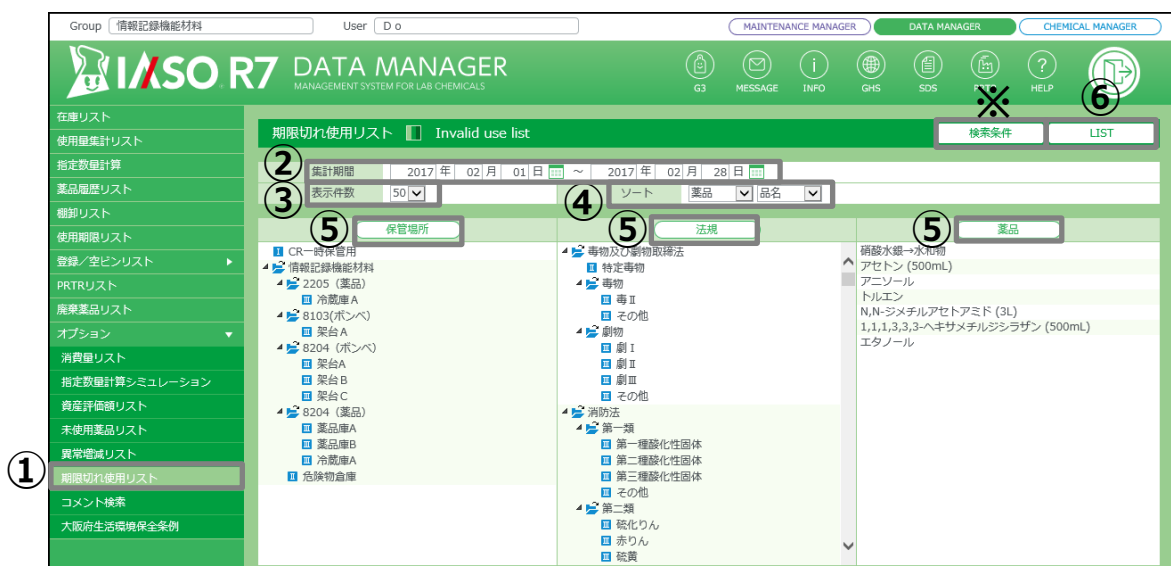 Group 情報記録機能材料 User D o MAINTENANCE MANAGER DATA MANAGER CHEMICAL MANAGER
IASO R7 DATA MANAGER
MANAGEMENT SYSTEM FOR LAB CHEMICALS
G3 MESSAGE INFO GHS SDS PRTR HELP
※ ⑥
在庫リスト
使用量集計リスト
指定数量計算
薬品履歴リスト
棚卸リスト
使用期限リスト
登録／空ビンリスト
PRTRリスト
廃棄薬品リスト
オプション
消費量リスト
指定数量計算シミュレーション
資産評価額リスト
未使用薬品リスト
異常増減リスト
① 期限切れ使用リスト
コメント検索
大阪府生活環境保全条例
期限切れ使用リスト Invalid use list 検索条件 LIST
② 集計期間 2017 年 02 月 01 日 ～ 2017 年 02 月 28 日
③ 表示件数 50 ④ ソート 薬品 品名
⑤ 保管場所
CR一時保管用
情報記録機能材料
2205（薬品）
冷蔵庫A
8103(ボンベ)
架台A
8204（ボンベ）
架台A
架台B
架台C
8204（薬品）
薬品庫A
薬品庫B
冷蔵庫A
危険物倉庫
⑤ 法規
毒物及び劇物取締法
特定毒物
毒物
毒Ⅱ
その他
劇物
劇Ⅰ
劇Ⅱ
劇Ⅲ
その他
消防法
第一類
第一種酸化性固体
第二種酸化性固体
第三種酸化性固体
その他
第二類
硫化りん
赤りん
硫黄
⑤ 薬品
硝酸水銀→水和物
アセトン (500mL)
アニソール
トルエン
N,N-ジメチルアセトアミド (3L)
1,1,1,3,3,3-ヘキサメチルジシラザン (500mL)
エタノール